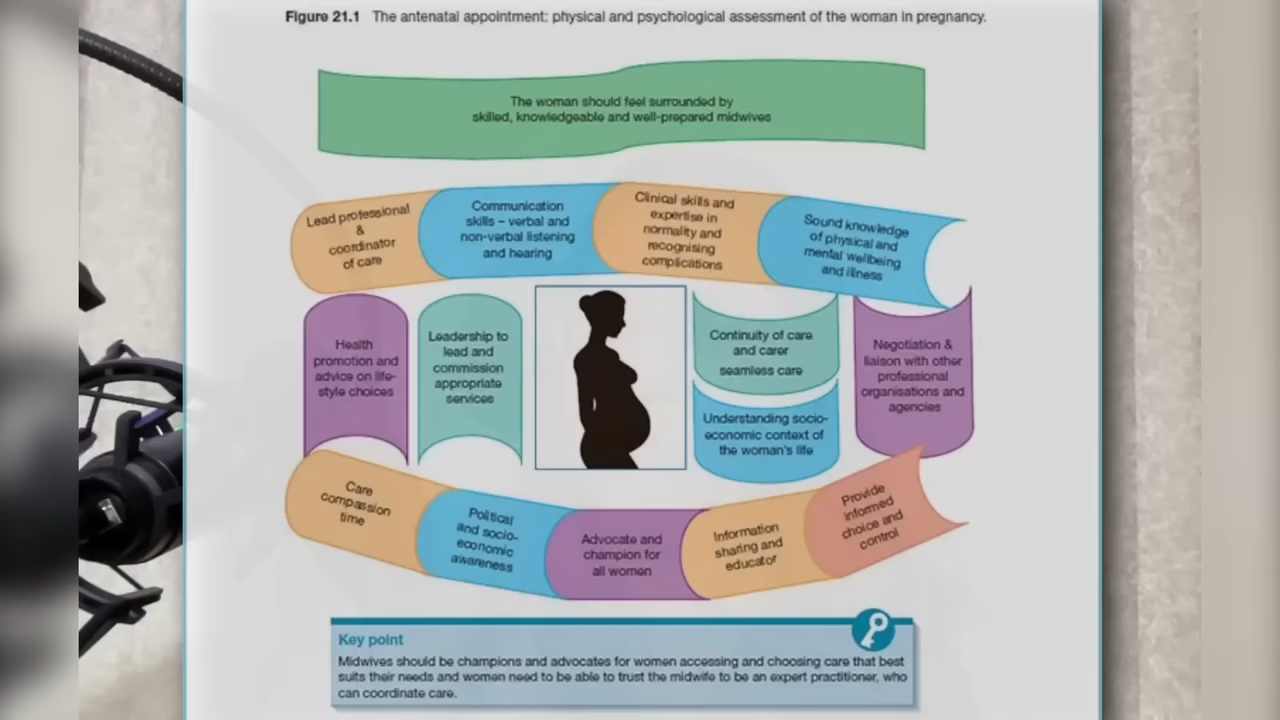 Figure 21.1 The antenatal appointment: physical and psychological assessment of the woman in pregnancy.
The woman should feel surrounded by
skilled, knowledgeable and well-prepared midwives
Lead professional
&
coordinator
of care
Communication
skills – verbal and
non-verbal listening
and hearing
Clinical skills and
expertise in
normality and
recognising
complications
Sound knowledge
of physical and
mental wellbeing
and illness
Health
promotion and
advice on life-
style choices
Leadership to
lead and
commission
appropriate
services
Continuity of care
and carer
seamless care
Understanding socio-
economic context of
the woman's life
Negotiation &
liaison with other
professional
organisations and
agencies
Care
compassion
time
Political
and socio-
economic
awareness
Advocate and
champion for
all women
Information
sharing and
educator
Provide
informed
choice and
control
Key point
Midwives should be champions and advocates for women accessing and choosing care that best
suits their needs and women need to be able to trust the midwife to be an expert practitioner, who
can coordinate care.